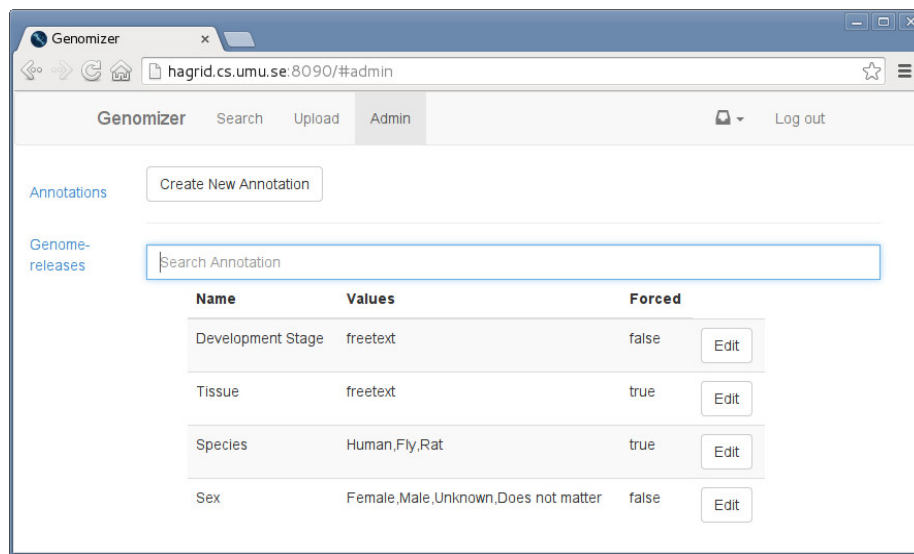 Genomizer
hagrid.cs.umu.se:8090/#admin
Genomizer Search Upload Admin Log out
Annotations
Create New Annotation
Genome-
releases
Search Annotation
Name Values Forced
Development Stage freetext false Edit
Tissue freetext true Edit
Species Human,Fly,Rat true Edit
Sex Female,Male,Unknown,Does not matter false Edit